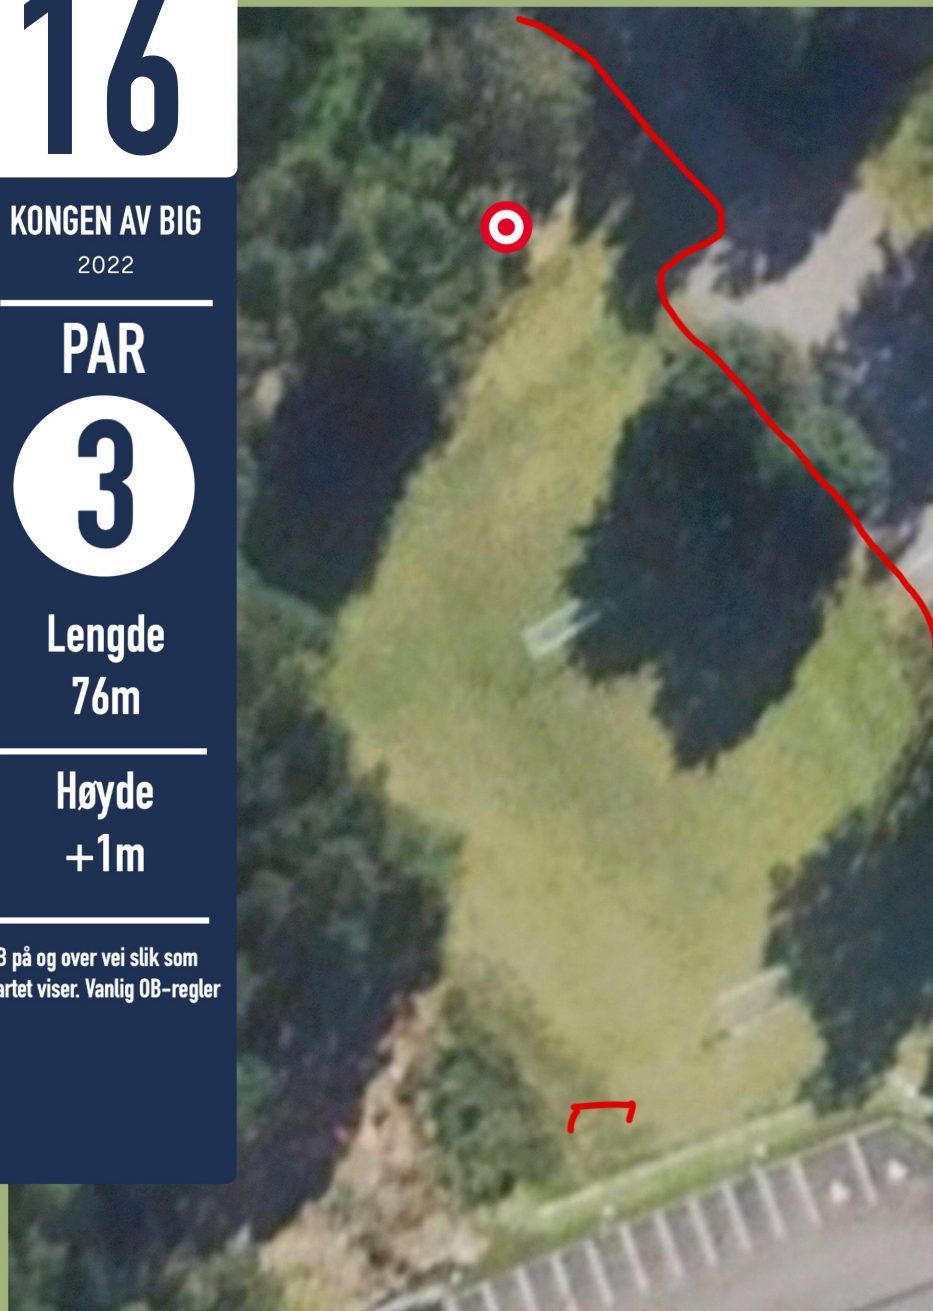 16
KONGEN AV BIG
2022
PAR
3
Lengde
76m
Høyde
+1m
på og over vei slik som
viser. Vanlig OB-regler